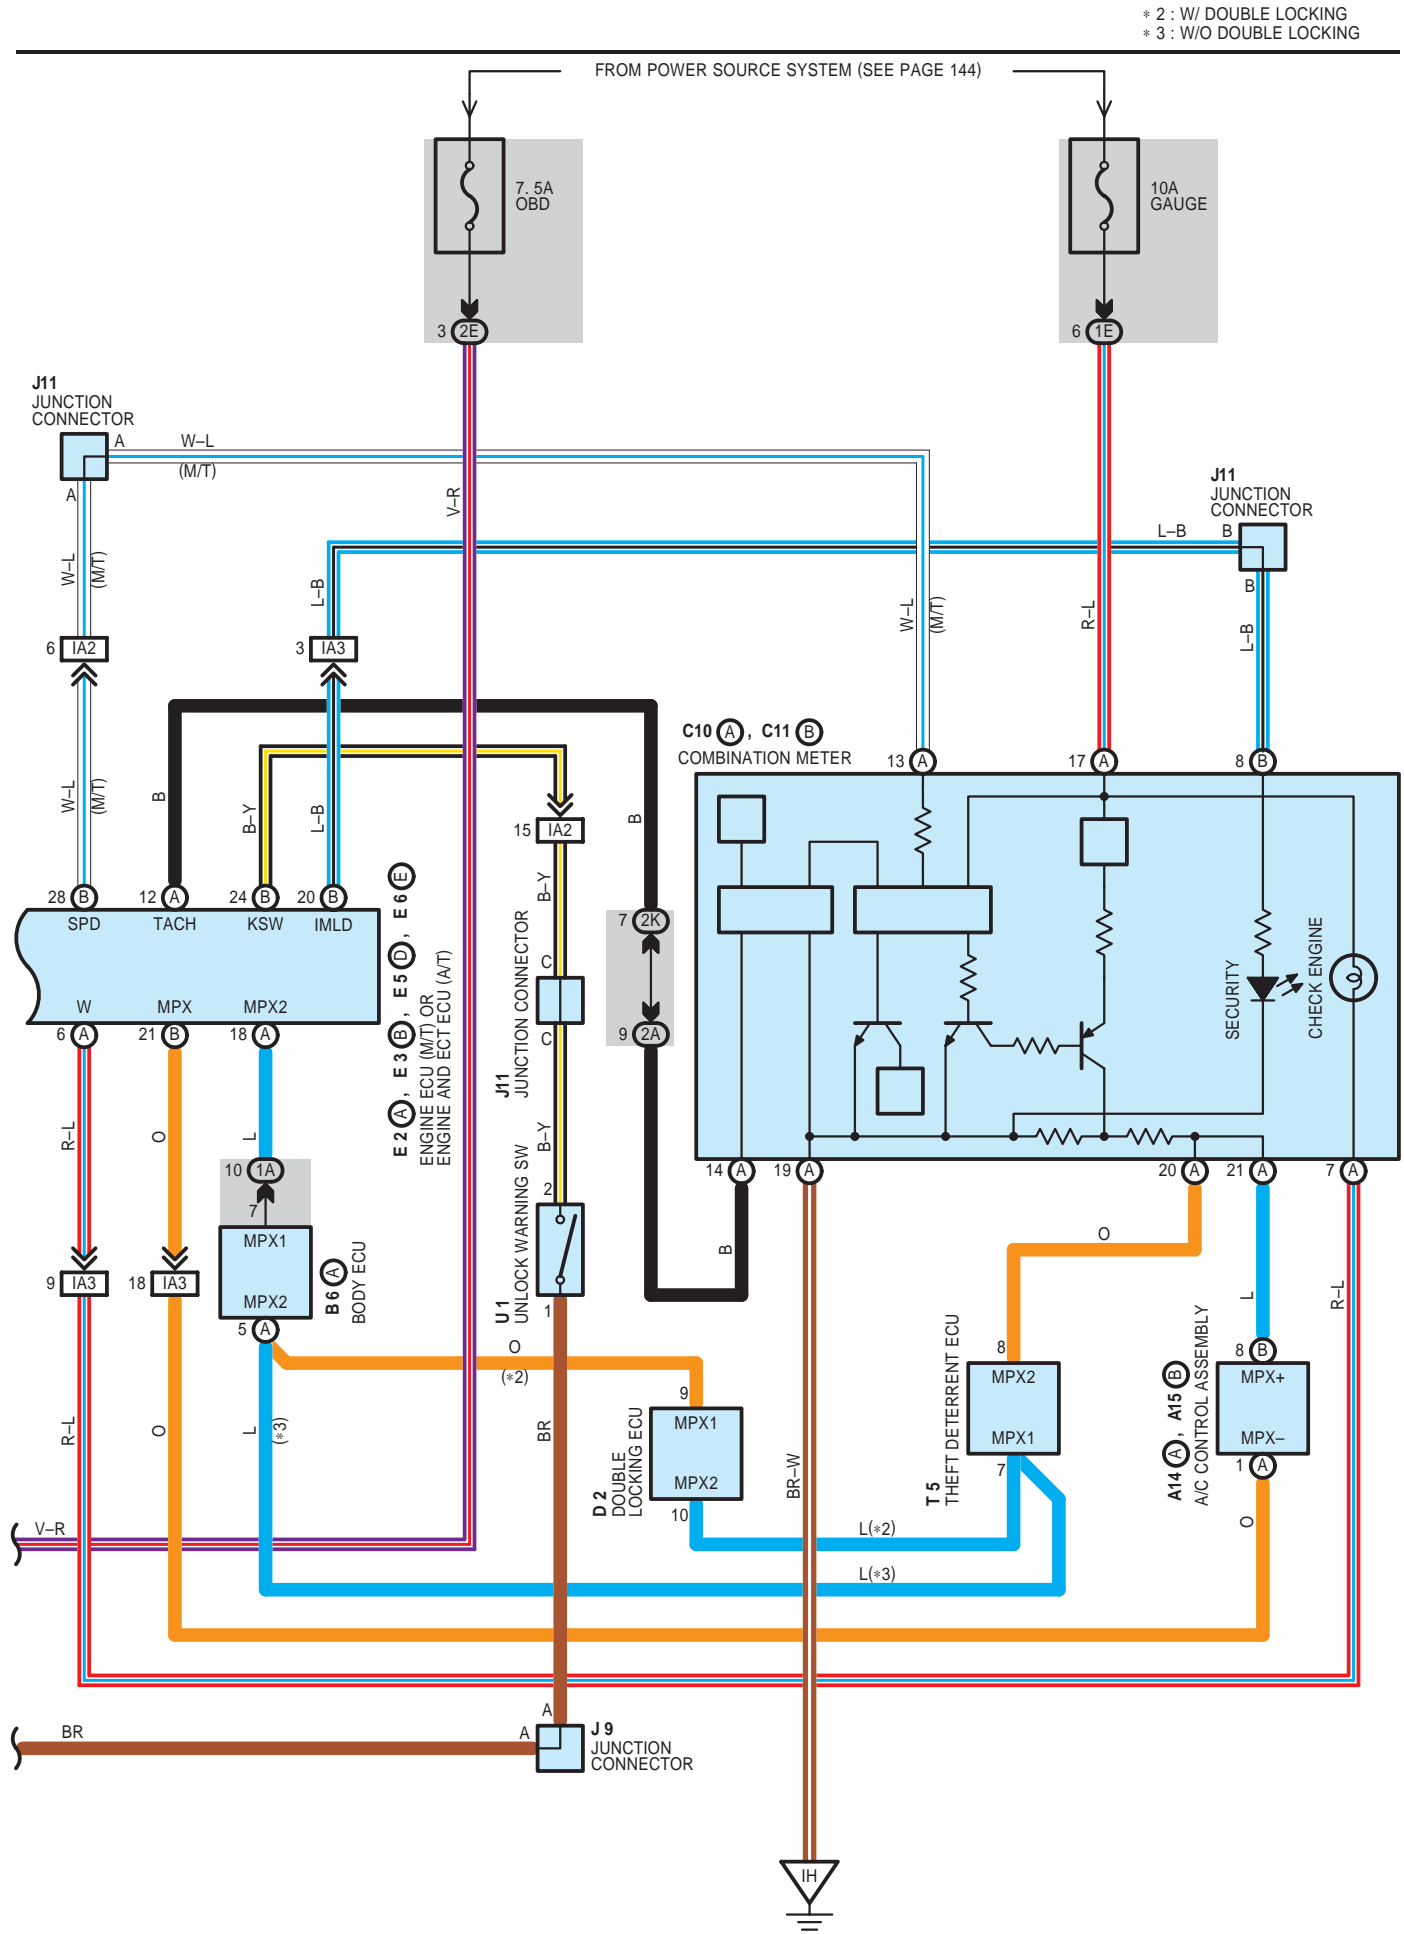 ∗ 2 : W/ DOUBLE LOCKING
∗ 3 : W/O DOUBLE LOCKING
FROM POWER SOURCE SYSTEM (SEE PAGE 144)
7. 5A
OBD
10A
GAUGE
3 2E
6 1E
J11
JUNCTION
CONNECTOR
A
W–L
(M/T)
A
V–R
J11
JUNCTION
CONNECTOR
L–B
B
B
W–L
(M/T)
L–B
W–L
(M/T)
R–L
L–B
6 IA2
3 IA3
C10 A , C11 B
COMBINATION METER
13 A
17 A
8 B
W–L
(M/T)
B
B–Y
L–B
15 IA2
B
B–Y
28 B
12 A
24 B
20 B
SPD
TACH
KSW
IMLD
W
MPX
MPX2
6 A
21 B
18 A
E 2 A , E 3 B , E 5 D , E 6 E
ENGINE ECU (M/T) OR
ENGINE AND ECT ECU (A/T)
7 2K
9 2A
C
C
J11
JUNCTION CONNECTOR
SECURITY
CHECK ENGINE
R–L
O
L
B–Y
10 1A
7
MPX1
MPX2
5 A
B 6 A
BODY ECU
9 IA3
18 IA3
2
1
U 1
UNLOCK WARNING SW
14 A
19 A
20 A
21 A
7 A
B
O
L
R–L
O
(∗2)
R–L
O
L
(∗3)
BR
9
MPX1
MPX2
10
D 2
DOUBLE
LOCKING ECU
BR–W
8
MPX2
MPX1
7
T 5
THEFT DETERRENT ECU
8 B
MPX+
MPX–
1 A
A14 A , A15 B
A/C CONTROL ASSEMBLY
O
V–R
L(∗2)
L(∗3)
BR
A
A
J 9
JUNCTION
CONNECTOR
IH